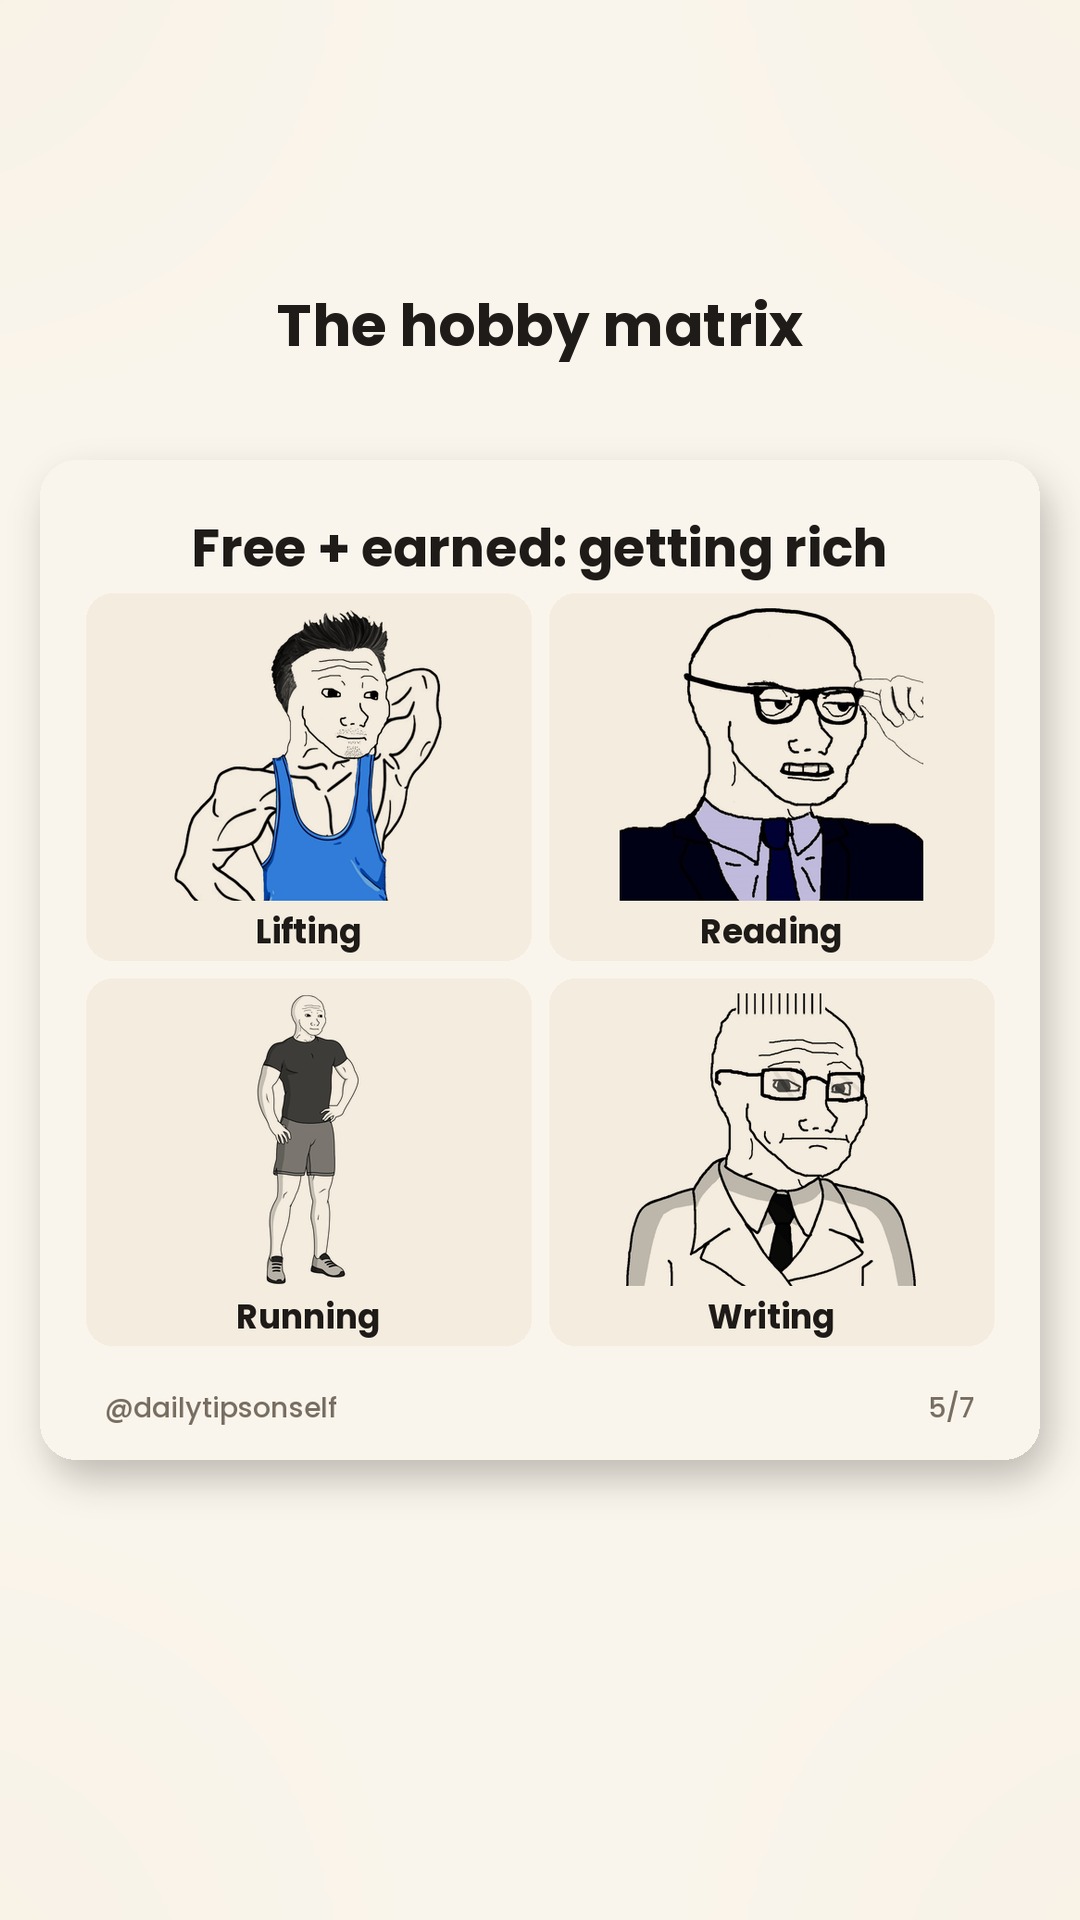 The hobby matrix
Free + earned: getting rich
Lifting
Reading
Running
Writing
@dailytipsonself
5/7